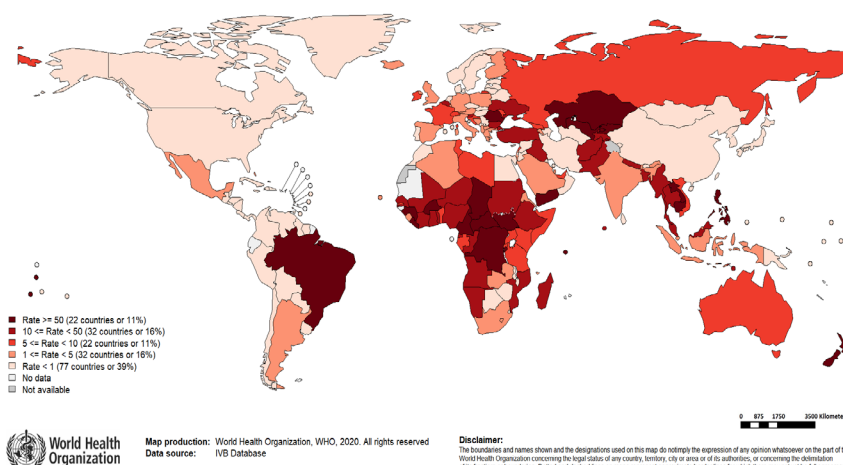 Rate >= 50 (22 countries or 11%)
10 <= Rate < 50 (32 countries or 16%)
5 <= Rate < 10 (22 countries or 11%)
1 <= Rate < 5 (32 countries or 16%)
Rate < 1 (77 countries or 39%)
No data
Not available
0 875 1750 3500 Kilomete
World Health
Organization
Map production: World Health Organization, WHO, 2020. All rights reserved
Data source: IVB Database
Disclaimer:
The boundaries and names shown and the designations used on this map do notimply the expression of any opinion whatsoever on the part of t
World Health Organization concerning the legal status of any country, territory, city or area or of its authorities, or concerning the delimitation